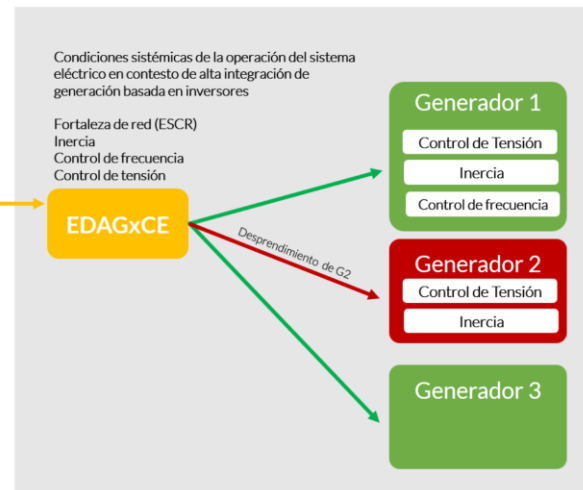 Condiciones sistémicas de la operación del sistema
eléctrico en contesto de alta integración de
generación basada en inversores
Fortaleza de red (ESCR)
Inercia
Control de frecuencia
Control de tensión
EDAGxCE
Desprendimiento de G2
Generador 1
Control de Tensión
Inercia
Control de frecuencia
Generador 2
Control de Tensión
Inercia
Generador 3